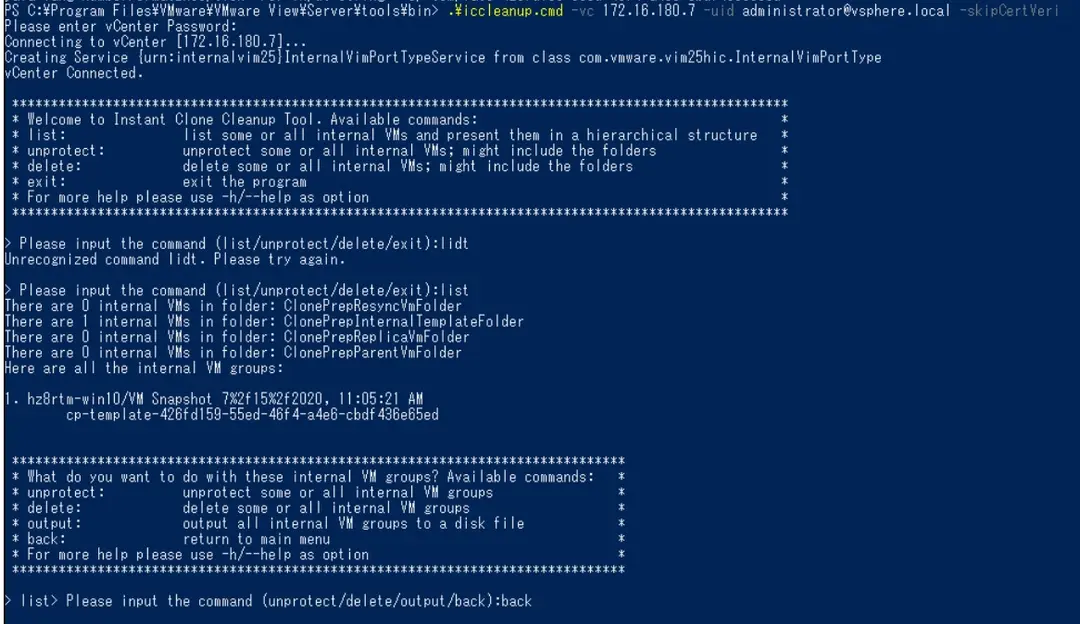 PS C:¥Program Files¥VMware¥VMware View¥Server¥tools¥bin> .¥iccleanup.cmd -vc 172.16.180.7 -uid administrator@vsphere.local -skipCertVeri
Please enter vCenter Password:
Connecting to vCenter [172.16.180.7]...
Creating Service {urn:internalvim25}InternalVimPortTypeService from class com.vmware.vim25hic.InternalVimPortType
vCenter Connected.
****************************************************************************************************
* Welcome to Instant Clone Cleanup Tool. Available commands: *
* list: list some or all internal VMs and present them in a hierarchical structure *
* unprotect: unprotect some or all internal VMs; might include the folders *
* delete: delete some or all internal VMs; might include the folders *
* exit: exit the program *
* For more help please use -h/--help as option *
****************************************************************************************************
> Please input the command (list/unprotect/delete/exit):lidt
Unrecognized command lidt. Please try again.
> Please input the command (list/unprotect/delete/exit):list
There are 0 internal VMs in folder: ClonePrepResyncVmFolder
There are 1 internal VMs in folder: ClonePrepInternalTemplateFolder
There are 0 internal VMs in folder: ClonePrepReplicaVmFolder
There are 0 internal VMs in folder: ClonePrepParentVmFolder
Here are all the internal VM groups:
1. hz8rtm-win10/VM Snapshot 7%2f15%2f2020, 11:05:21 AM
cp-template-426fd159-55ed-46f4-a4e6-cbdf436e65ed
*******************************************************************************
* What do you want to do with these internal VM groups? Available commands: *
* unprotect: unprotect some or all internal VM groups *
* delete: delete some or all internal VM groups *
* output: output all internal VM groups to a disk file *
* back: return to main menu *
* For more help please use -h/--help as option *
*******************************************************************************
> list> Please input the command (unprotect/delete/output/back):back